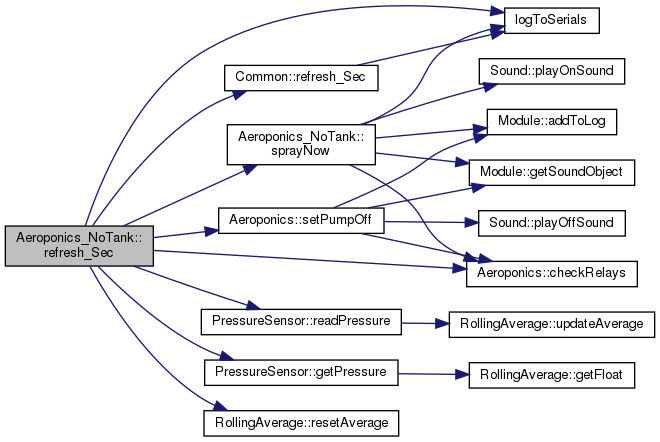 logToSerials
Common::refresh_Sec
Sound::playOnSound
Aeroponics_NoTank::
sprayNow
Module::addToLog
Module::getSoundObject
Aeroponics::setPumpOff
Sound::playOffSound
Aeroponics_NoTank::
refresh_Sec
Aeroponics::checkRelays
PressureSensor::readPressure
RollingAverage::updateAverage
PressureSensor::getPressure
RollingAverage::getFloat
RollingAverage::resetAverage